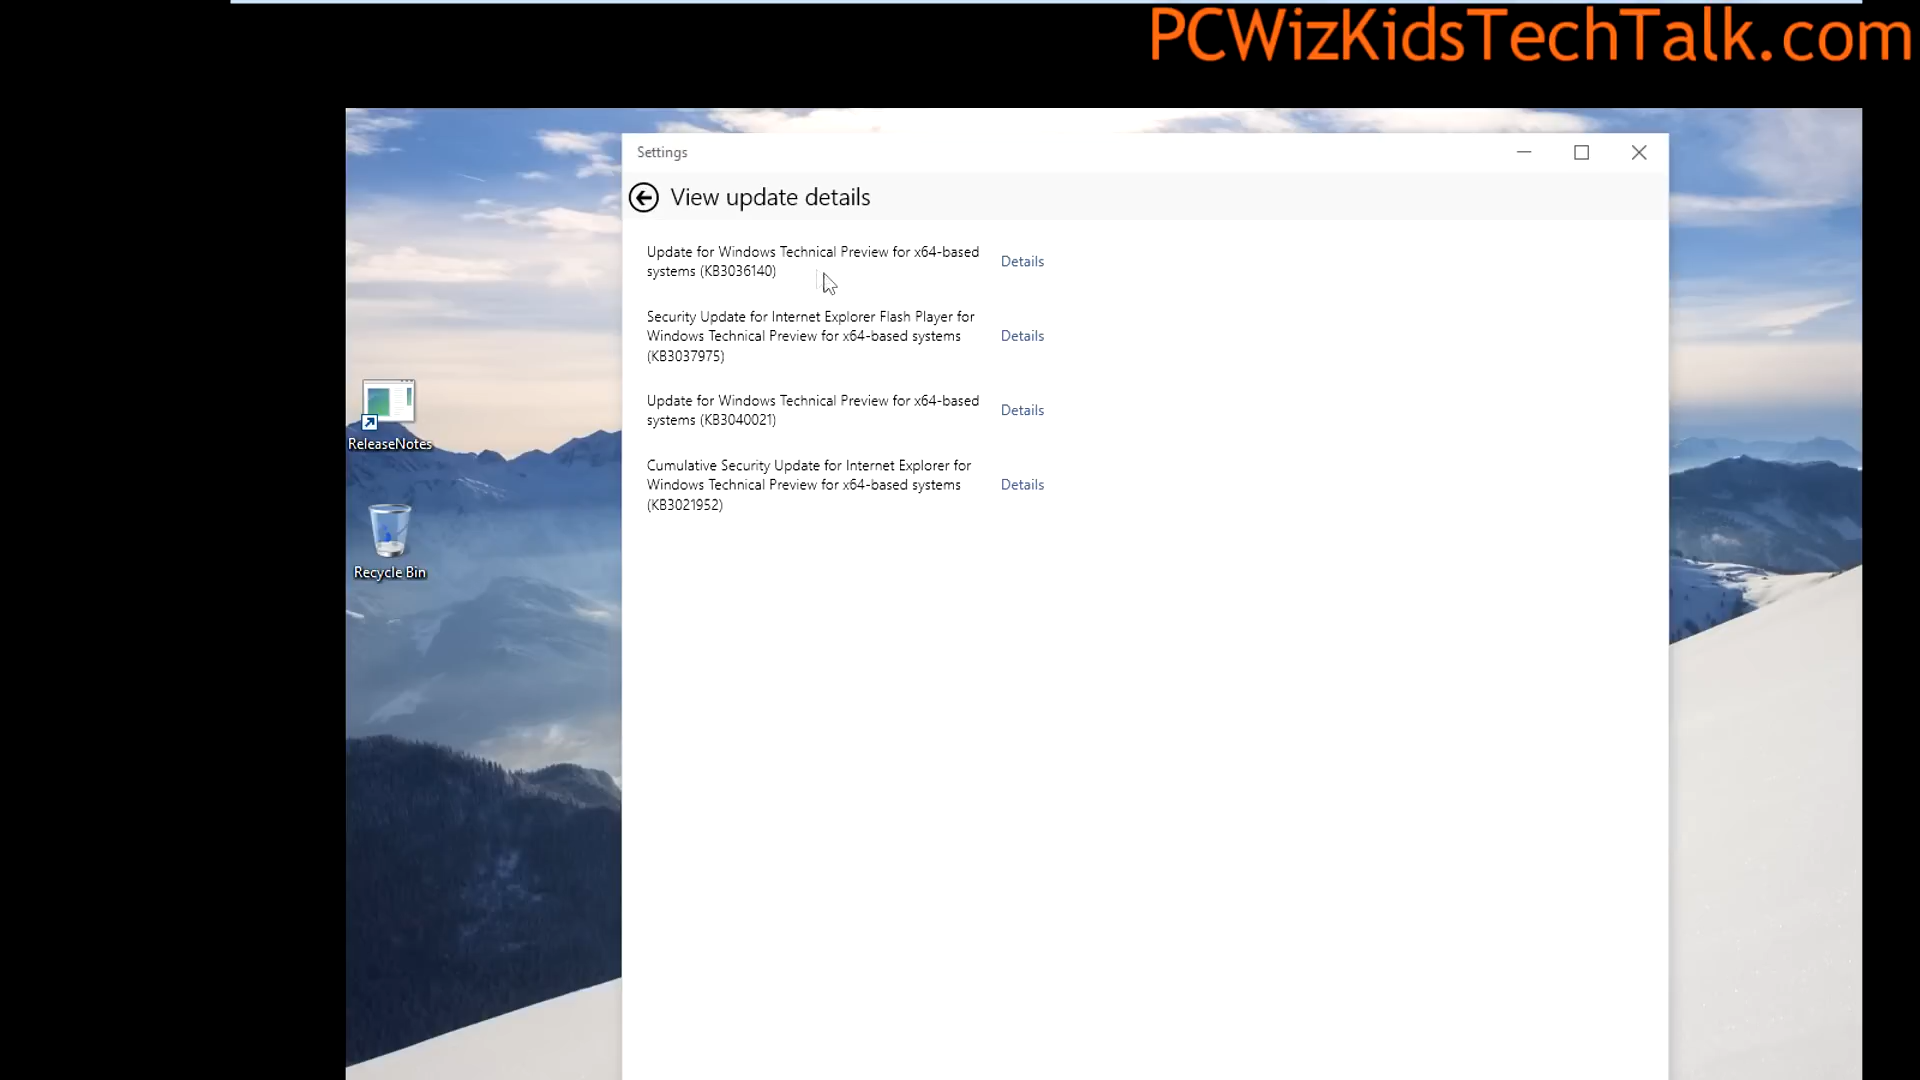 PCWizKidsTechTalk.com
Settings
View update details
Update for Windows Technical Preview for x64-based
systems (KB3036140)
Details
Security Update for Internet Explorer Flash Player for
Windows Technical Preview for x64-based systems
(KB3037975)
Details
Update for Windows Technical Preview for x64-based
systems (KB3040021)
Details
Cumulative Security Update for Internet Explorer for
Windows Technical Preview for x64-based systems
(KB3021952)
Details
ReleaseNotes
Recycle Bin